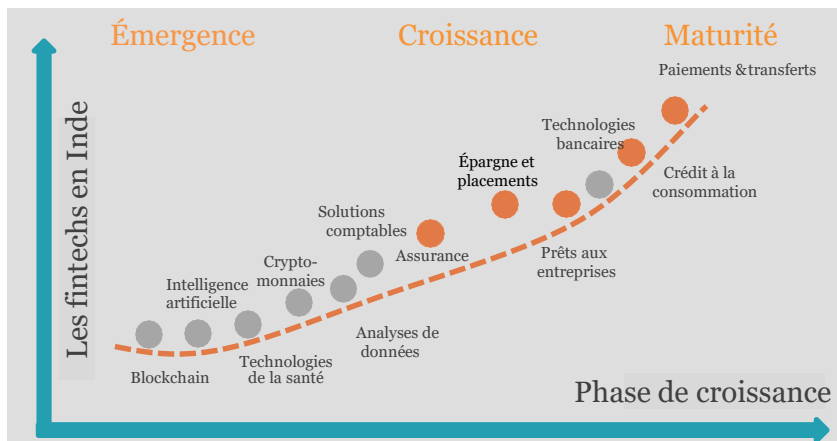 Émergence
Croissance
Maturité
Paiements & transferts
Technologies
bancaires
Épargne et
placements
Crédit à la
consommation
Solutions
comptables
Assurance
Prêts aux
entreprises
Crypto-
monnaies
Intelligence
artificielle
Analyses de
données
Technologies
de la santé
Blockchain
Les fintechs en Inde
Phase de croissance